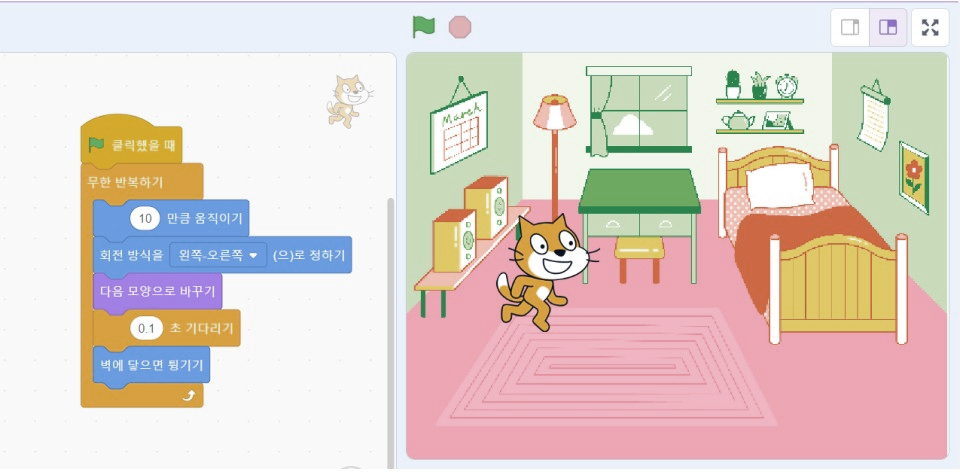 클릭했을 때
무한 반복하기
10 만큼 움직이기
회전 방식을 왼쪽-오른쪽 (으)로 정하기
다음 모양으로 바꾸기
0.1 초 기다리기
벽에 닿으면 튕기기
March